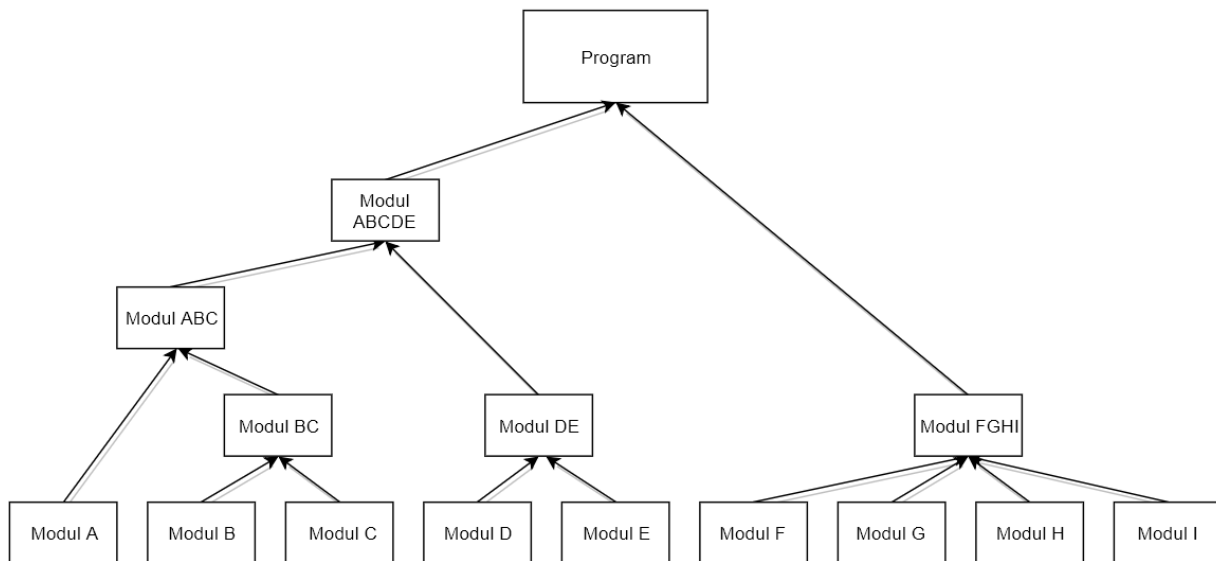 Program
Modul
ABCDE
Modul ABC
Modul BC
Modul DE
Modul FGHI
Modul A
Modul B
Modul C
Modul D
Modul E
Modul F
Modul G
Modul H
Modul I